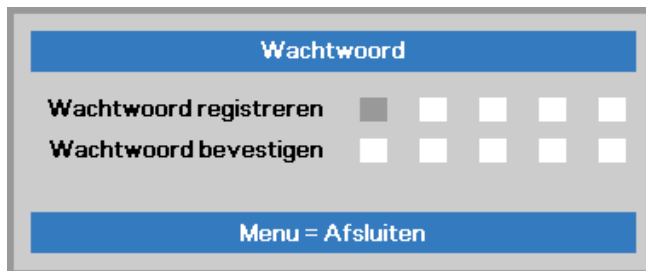 Wachtwoord
Wachtwoord registreren
Wachtwoord bevestigen
Menu = Afsluiten